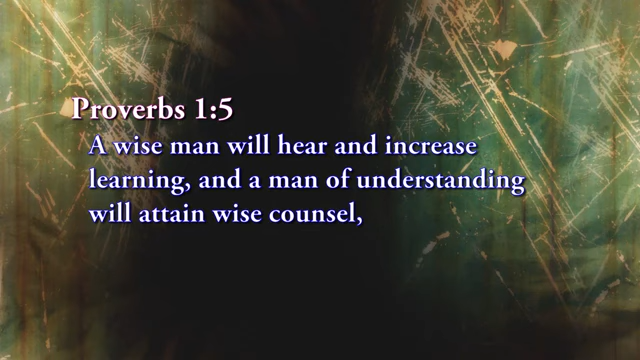 Proverbs 1:5
A wise man will hear and increase
learning, and a man of understanding
will attain wise counsel,